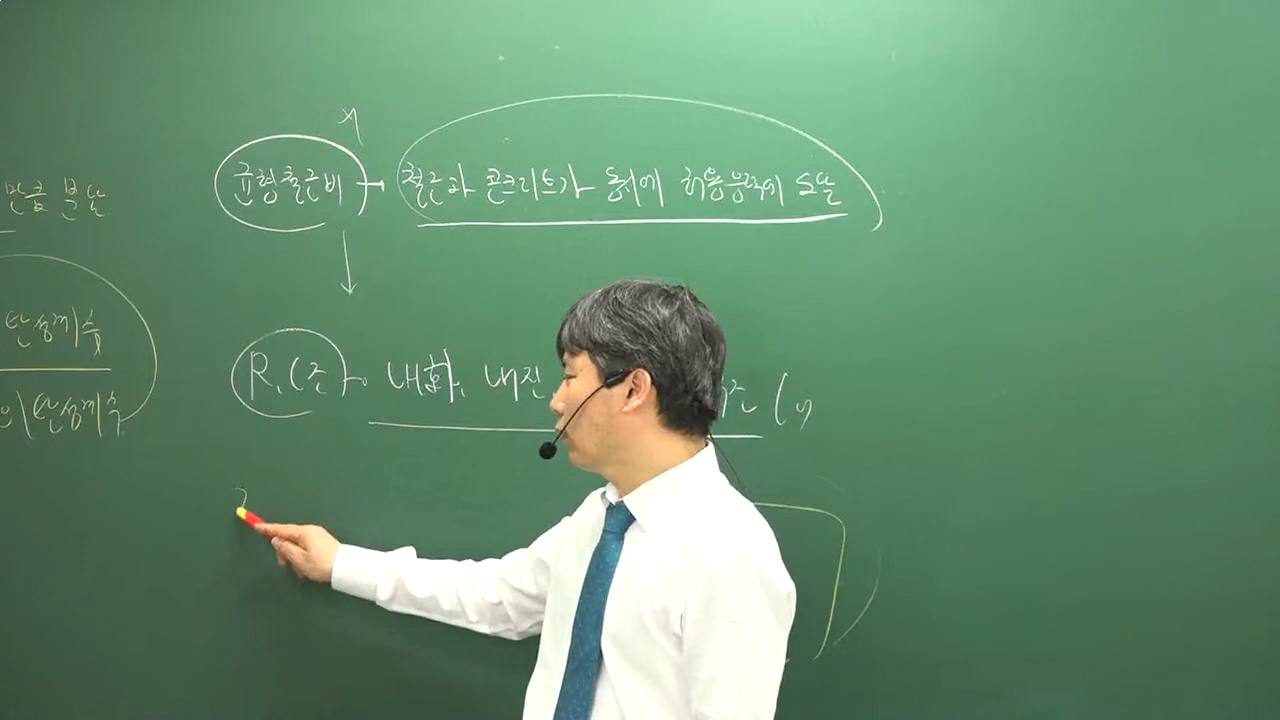 시
균형철근비 철근과 콘크리트가 동시에 허용응력에 도달
탄성계수
R.C조 내화, 내진
탄성계수